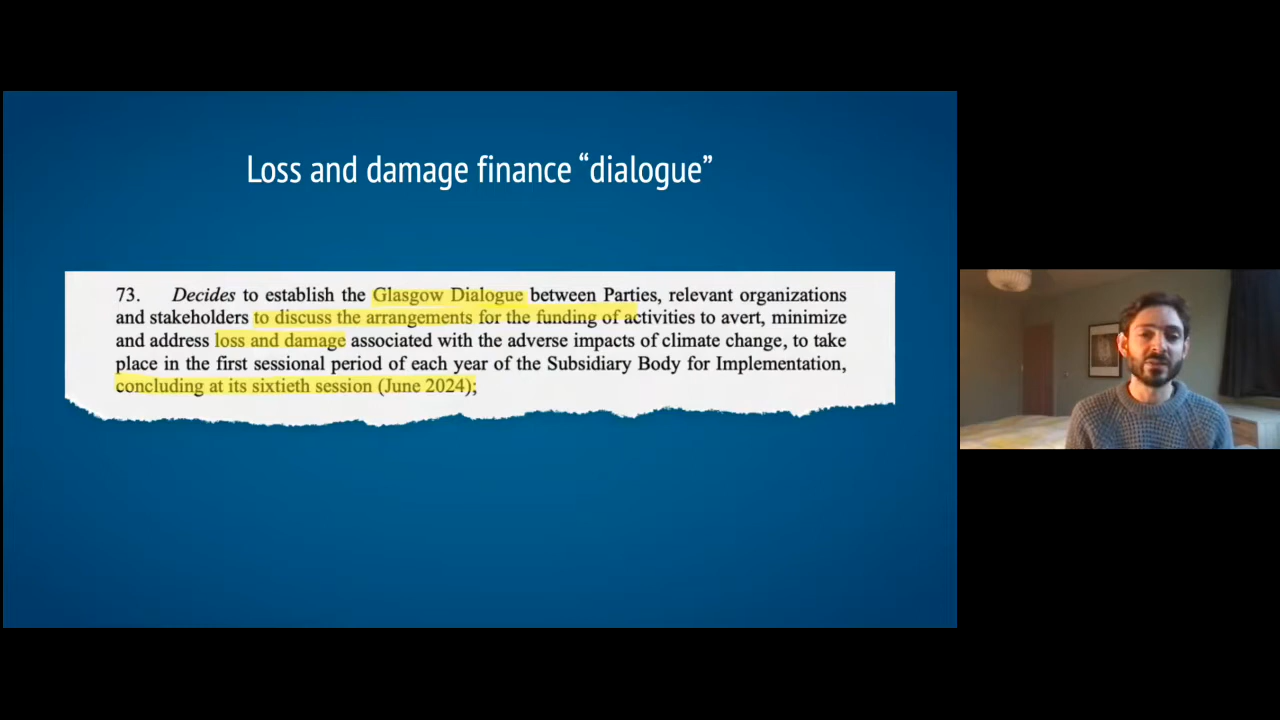 Loss and damage finance “dialogue”
73. Decides to establish the Glasgow Dialogue between Parties, relevant organizations
and stakeholders to discuss the arrangements for the funding of activities to avert, minimize
and address loss and damage associated with the adverse impacts of climate change, to take
place in the first sessional period of each year of the Subsidiary Body for Implementation,
concluding at its sixtieth session (June 2024);